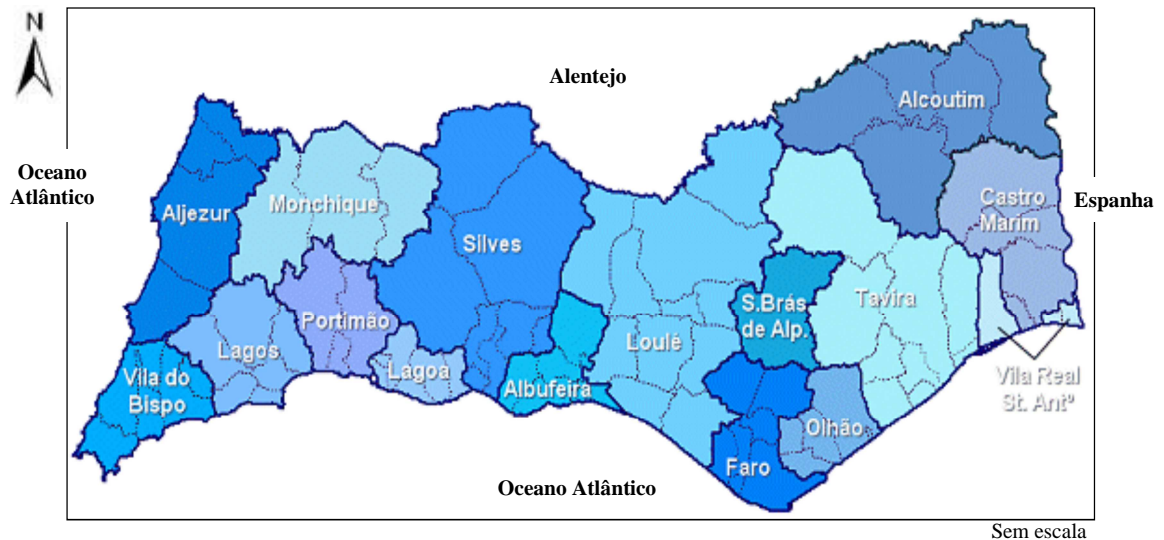 N
Alentejo
Alcoutim
Oceano
Atlântico
Aljezur
Monchique
Castro
Marim
Espanha
Silves
S.Brás
de Alp.
Tavira
Portimão
Loulé
Lagos
Lagoa
Vila do
Bispo
Albufeira
Vila Real
St. Antº
Olhão
Faro
Oceano Atlântico
Sem escala